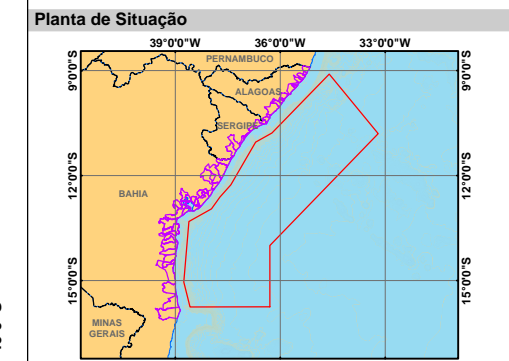 Planta de Situação
39°0'0"W 36°0'0"W 33°0'0"W
9°0'0"S 9°0'0"S
PERNAMBUCO
ALAGOAS
SERGIPE
12°0'0"S 12°0'0"S
BAHIA
15°0'0"S 15°0'0"S
MINAS
GERAIS